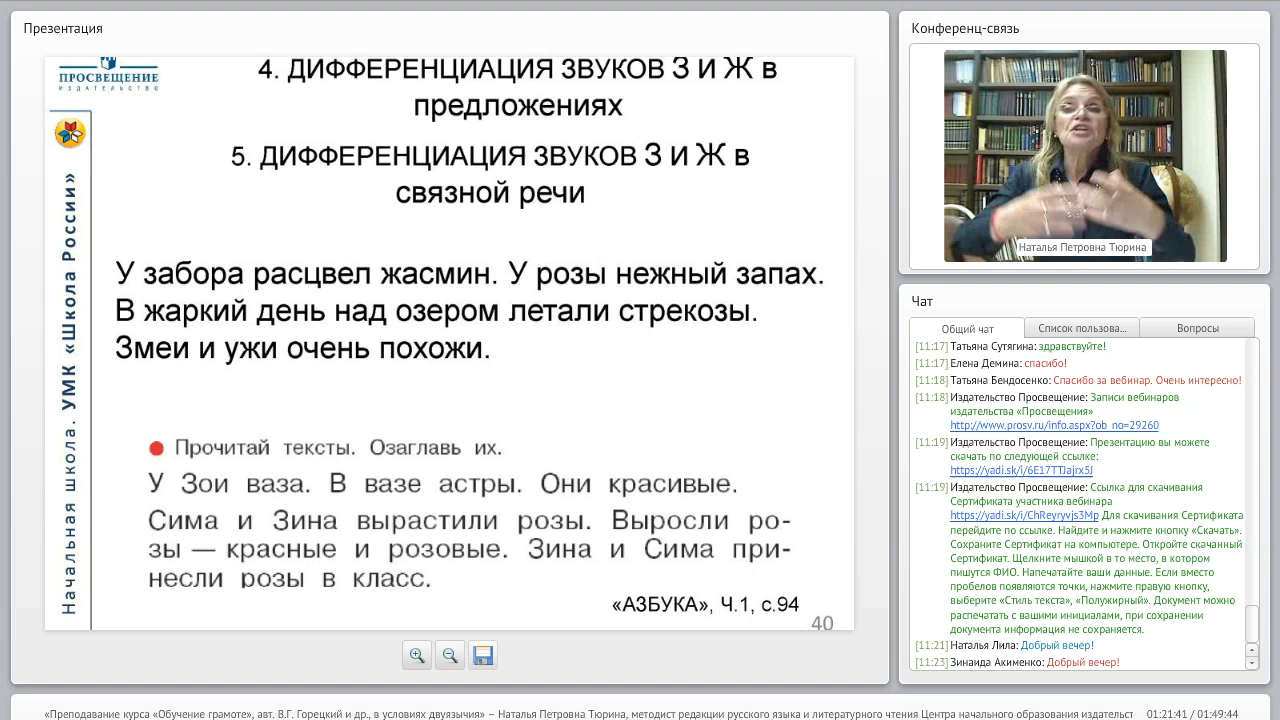 Презентация
ПРОСВЕЩЕНИЕ
ИЗДАТЕЛЬСТВО
Начальная школа. УМК «Школа России»
4. ДИФФЕРЕНЦИАЦИЯ ЗВУКОВ З И Ж в
предложениях
5. ДИФФЕРЕНЦИАЦИЯ ЗВУКОВ З И Ж в
связной речи
У забора расцвел жасмин. У розы нежный запах.
В жаркий день над озером летали стрекозы.
Змеи и ужи очень похожи.
Прочитай тексты. Озаглавь их.
У Зои ваза. В вазе астры. Они красивые.
Сима и Зина вырастили розы. Выросли ро-
зы — красные и розовые. Зина и Сима при-
несли розы в класс.
«АЗБУКА», Ч.1, с.94
40
Конференц-связь
Наталья Петровна Тюрина
Чат
Общий чат
Список пользова...
Вопросы
[11:17] Татьяна Сутягина: здравствуйте!
[11:17] Елена Демина: спасибо!
[11:18] Татьяна Бендосенко: Спасибо за вебинар. Очень интересно!
[11:18] Издательство Просвещение: Записи вебинаров
издательства «Просвещения»
http://www.prosv.ru/info.aspx?ob_no=29260
[11:19] Издательство Просвещение: Презентацию вы можете
скачать по следующей ссылке:
https://yadi.sk/i/6E17TTJajrx5J
[11:19] Издательство Просвещение: Ссылка для скачивания
Сертификата участника вебинара
https://yadi.sk/i/ChReyryvjs3Mp Для скачивания Сертификата
перейдите по ссылке. Найдите и нажмите кнопку «Скачать».
Сохраните Сертификат на компьютере. Откройте скачанный
Сертификат. Щелкните мышкой в то место, в котором
пишутся ФИО. Напечатайте ваши данные. Если вместо
пробелов появляются точки, нажмите правую кнопку,
выберите «Стиль текста», «Полужирный». Документ можно
распечатать с вашими инициалами, при сохранении
документа информация не сохраняется.
[11:21] Наталья Лила: Добрый вечер!
[11:23] Зинаида Акименко: Добрый вечер!
«Преподавание курса «Обучение грамоте», авт. В.Г. Горецкий и др., в условиях двуязычия» – Наталья Петровна Тюрина, методист редакции русского языка и литературного чтения Центра начального образования издательст 01:21:41 / 01:49:44